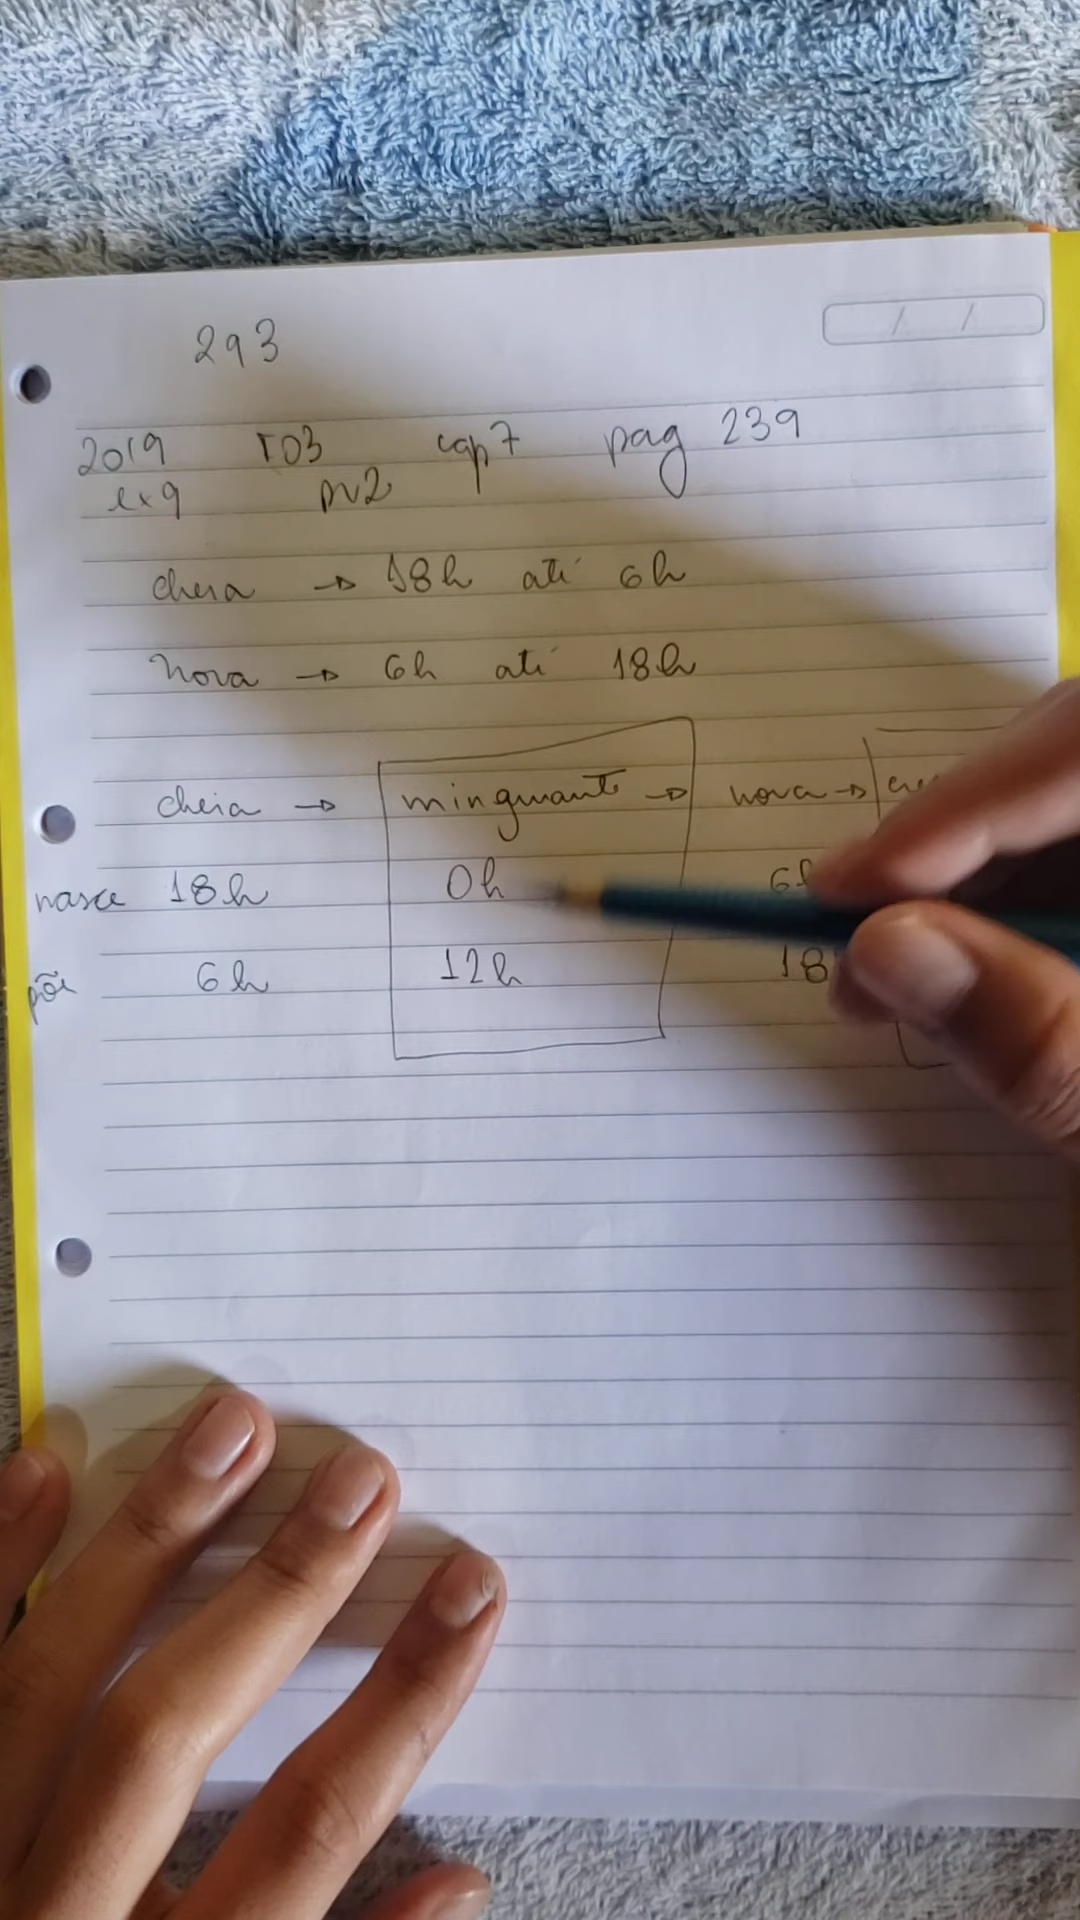 293
/ /
2019 T03 cap7 pag 239
ex9 pv2
cheia → 18h até 6h
Nova → 6h até 18h
cheia → minguante → nova →
nasce 18h 0h 6h
põe 6h 12h 18